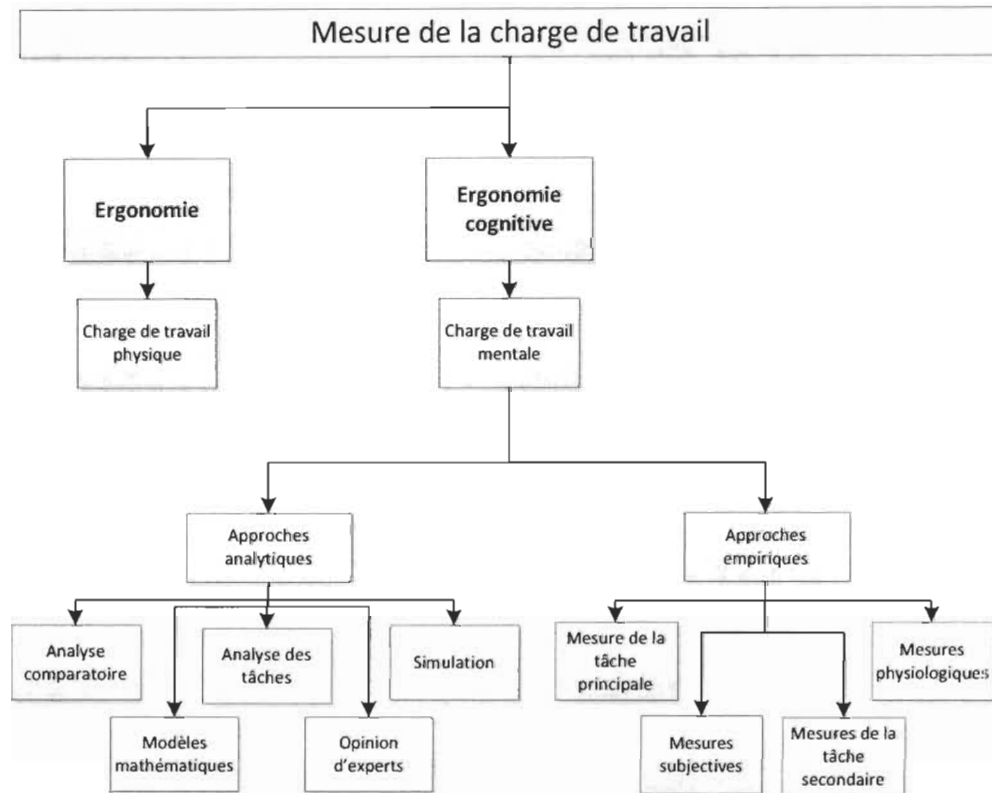 Mesure de la charge de travail
Ergonomie
Ergonomie
cognitive
Charge de travail
physique
Charge de travail
mentale
Approches
analytiques
Approches
empiriques
Analyse
comparatoire
Analyse des
tâches
Simulation
Mesure de la
tâche
principale
Mesures
physiologiques
Modèles
mathématiques
Opinion
d'experts
Mesures
subjectives
Mesures de la
tâche
secondaire